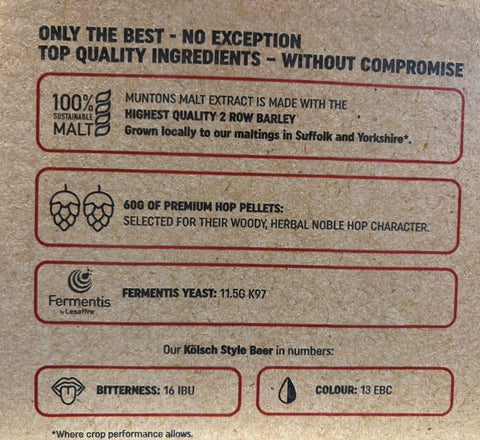 ONLY THE BEST - NO EXCEPTION
TOP QUALITY INGREDIENTS – WITHOUT COMPROMISE
100%
SUSTAINABLE
MALT
MUNTONS MALT EXTRACT IS MADE WITH THE
HIGHEST QUALITY 2 ROW BARLEY
Grown locally to our maltings in Suffolk and Yorkshire*.
60G OF PREMIUM HOP PELLETS:
SELECTED FOR THEIR WOODY, HERBAL NOBLE HOP CHARACTER.
Fermentis
by Lesaffre
FERMENTIS YEAST: 11.5G K97
Our Kölsch Style Beer in numbers:
BITTERNESS: 16 IBU
COLOUR: 13 EBC
*Where crop performance allows.